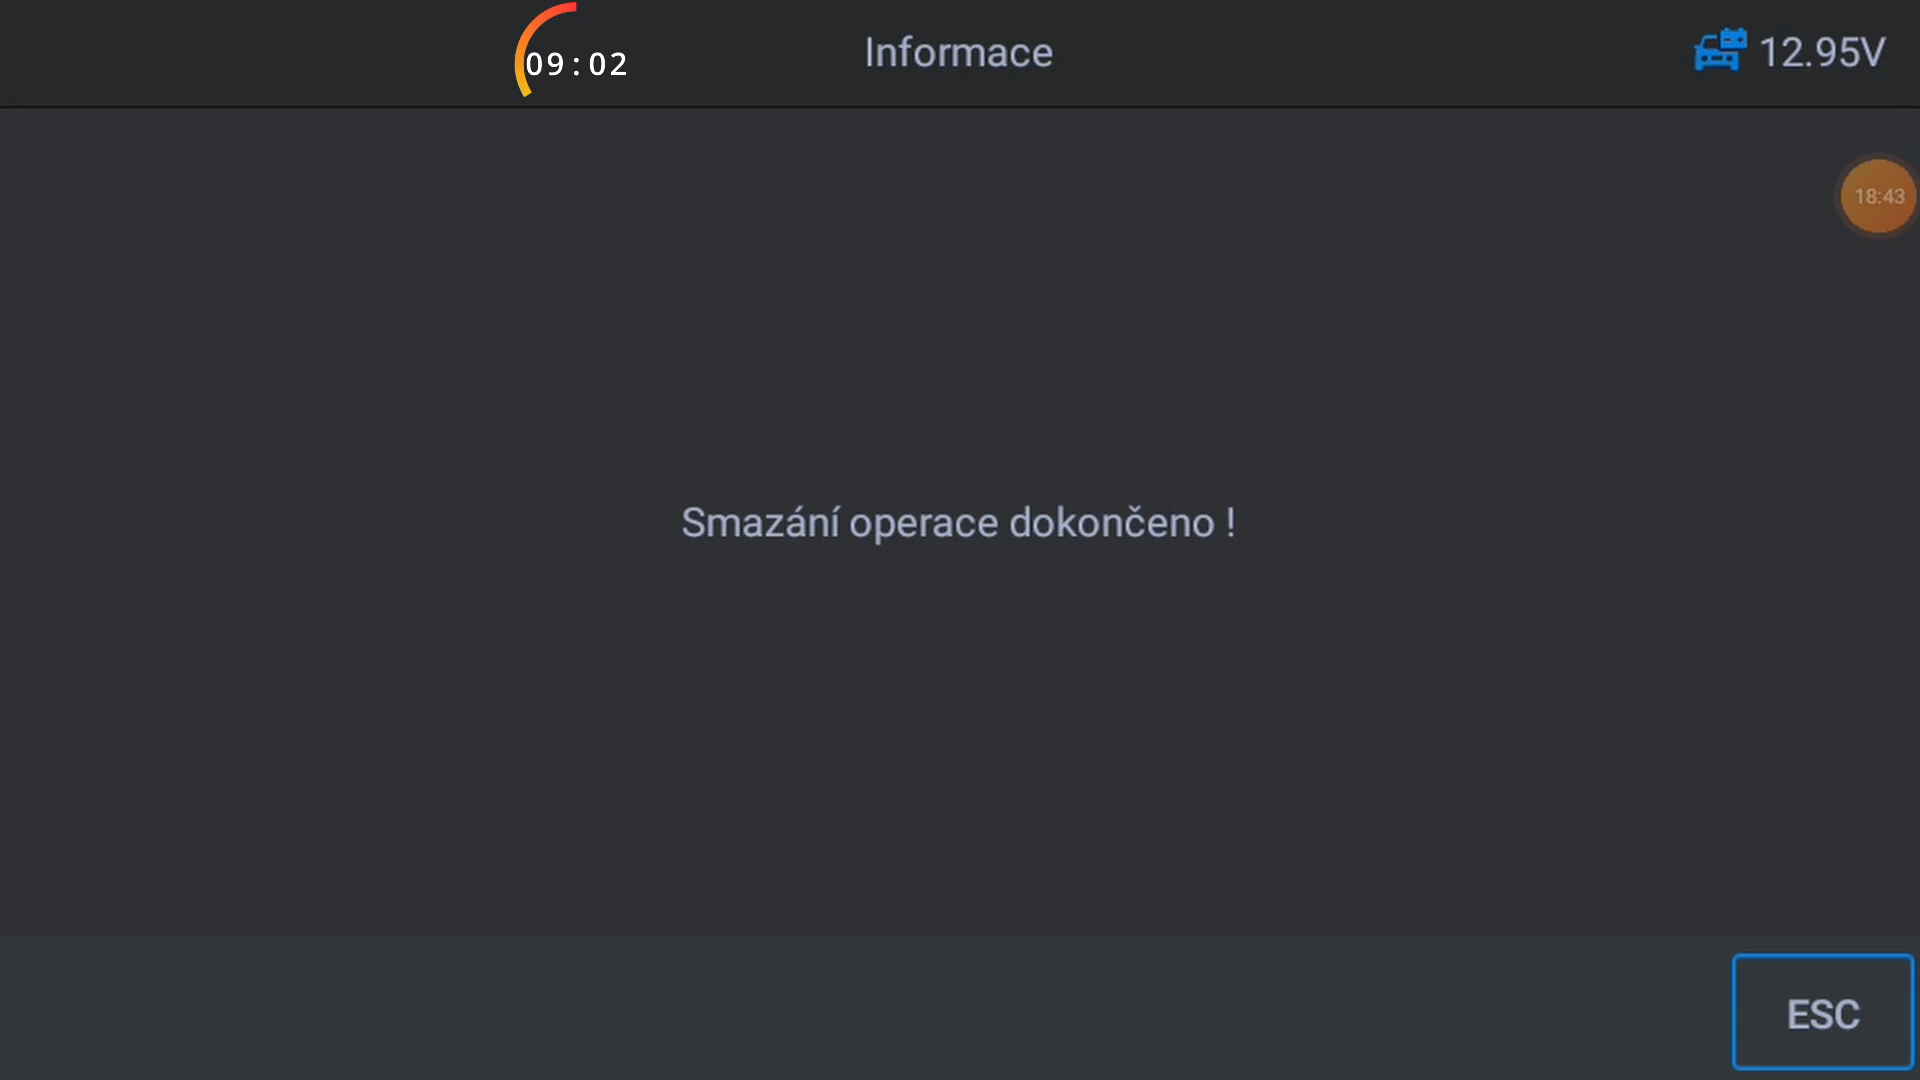 09:02
Informace
12.95V
18:43
Smazání operace dokončeno !
ESC